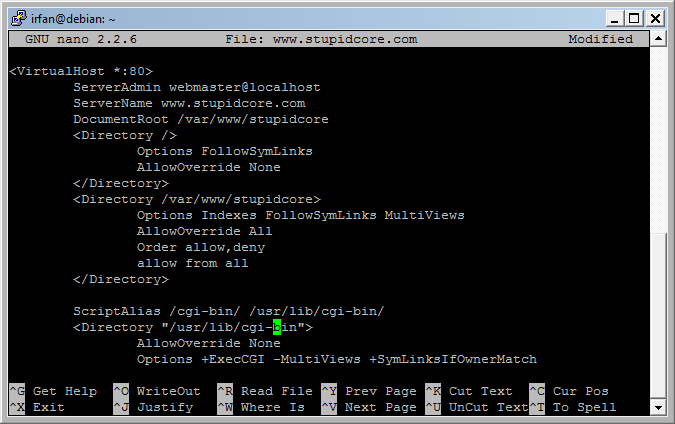 irfan@debian: ~
GNU nano 2.2.6 File: www.stupidcore.com Modified
<VirtualHost *:80>
ServerAdmin webmaster@localhost
ServerName www.stupidcore.com
DocumentRoot /var/www/stupidcore
<Directory />
Options FollowSymLinks
AllowOverride None
</Directory>
<Directory /var/www/stupidcore>
Options Indexes FollowSymLinks MultiViews
AllowOverride All
Order allow,deny
allow from all
</Directory>
ScriptAlias /cgi-bin/ /usr/lib/cgi-bin/
<Directory "/usr/lib/cgi-bin">
AllowOverride None
Options +ExecCGI -MultiViews +SymLinksIfOwnerMatch
^G Get Help ^O WriteOut ^R Read File ^Y Prev Page ^K Cut Text ^C Cur Pos
^X Exit ^J Justify ^W Where Is ^V Next Page ^U UnCut Text ^T To Spell